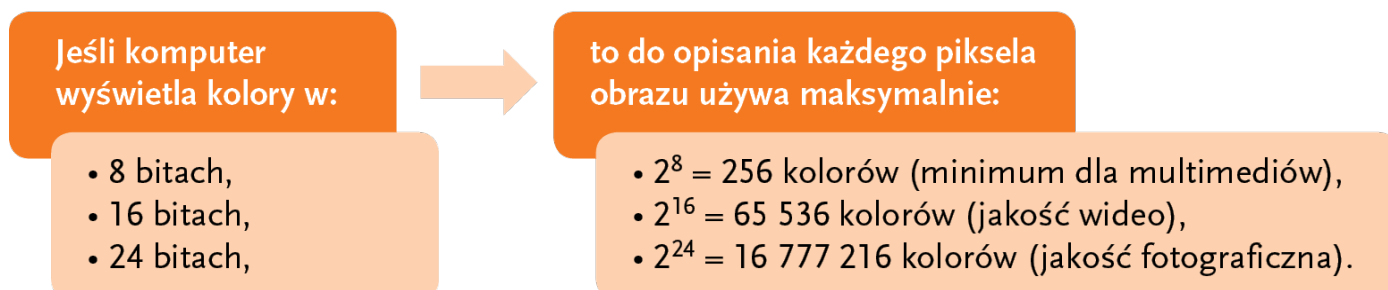 Jeśli komputer
wyświetla kolory w:
• 8 bitach,
• 16 bitach,
• 24 bitach,
to do opisania każdego piksela
obrazu używa maksymalnie:
• 2⁸ = 256 kolorów (minimum dla multimediów),
• 2¹⁶ = 65 536 kolorów (jakość wideo),
• 2²⁴ = 16 777 216 kolorów (jakość fotograficzna).